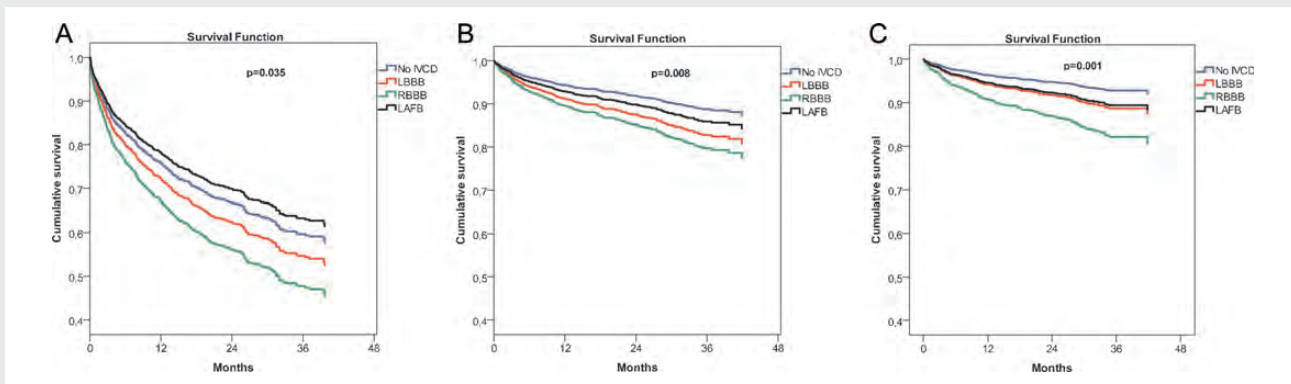 A
Survival Function
p=0.035
No IVCD
LBBB
RBBB
LAFB
Cumulative survival
1,0
0,9
0,8
0,7
0,6
0,5
0,4
0 12 24 36 48
Months
B
Survival Function
p=0.008
No IVCD
LBBB
RBBB
LAFB
Cumulative survival
1,0
0,9
0,8
0,7
0,6
0,5
0,4
0 12 24 36 48
Months
C
Survival Function
p=0.001
No IVCD
LBBB
RBBB
LAFB
Cumulative survival
1,0
0,9
0,8
0,7
0,6
0,5
0,4
0 12 24 36 48
Months